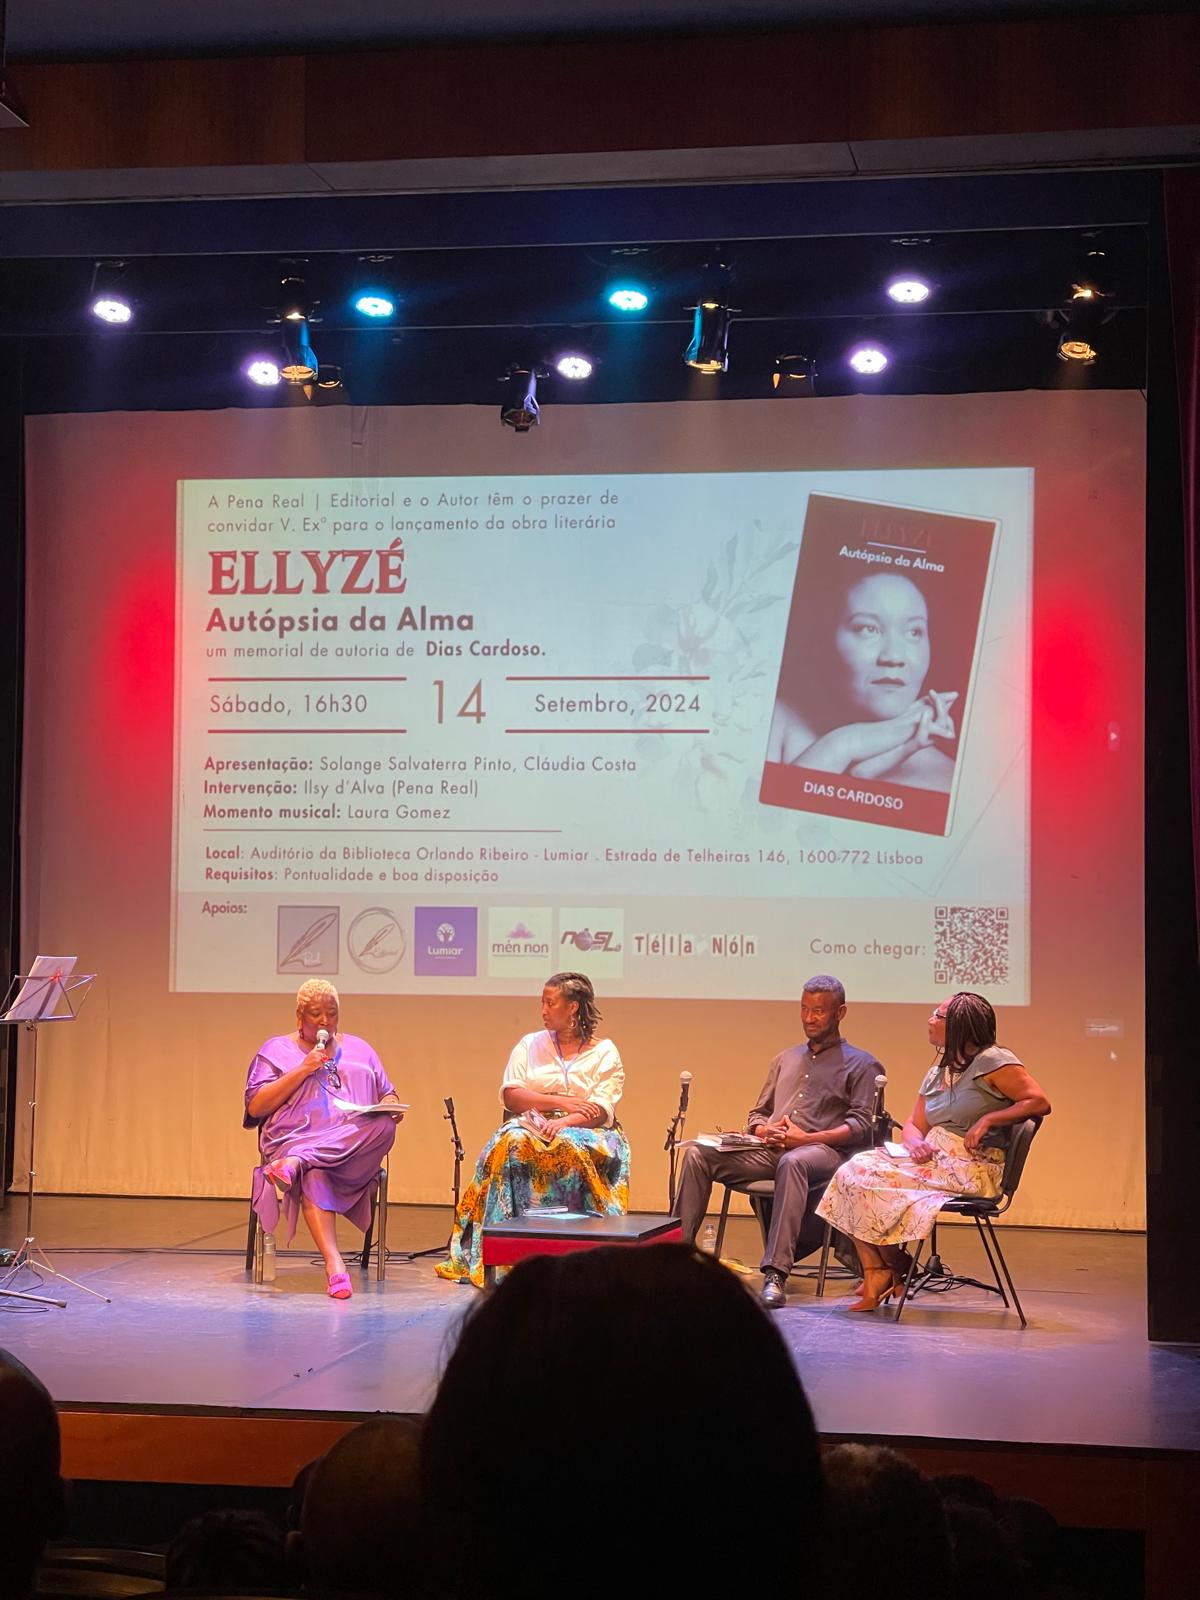 A Pena Real | Editorial e o Autor têm o prazer de
convidar V. Exª para o lançamento da obra literária
ELLYZÉ
Autópsia da Alma
um memorial de autoria de Dias Cardoso.
Sábado, 16h30 14 Setembro, 2024
Apresentação: Solange Salvaterra Pinto, Cláudia Costa
Intervenção: Ilsy d'Alva (Pena Real)
Momento musical: Laura Gomez
Local: Auditório da Biblioteca Orlando Ribeiro - Lumiar . Estrada de Telheiras 146, 1600-772 Lisboa
Requisitos: Pontualidade e boa disposição
Apoios:
Lumiar
mén non
Téla Nón
Como chegar:
ELLYZÉ
Autópsia da Alma
DIAS CARDOSO